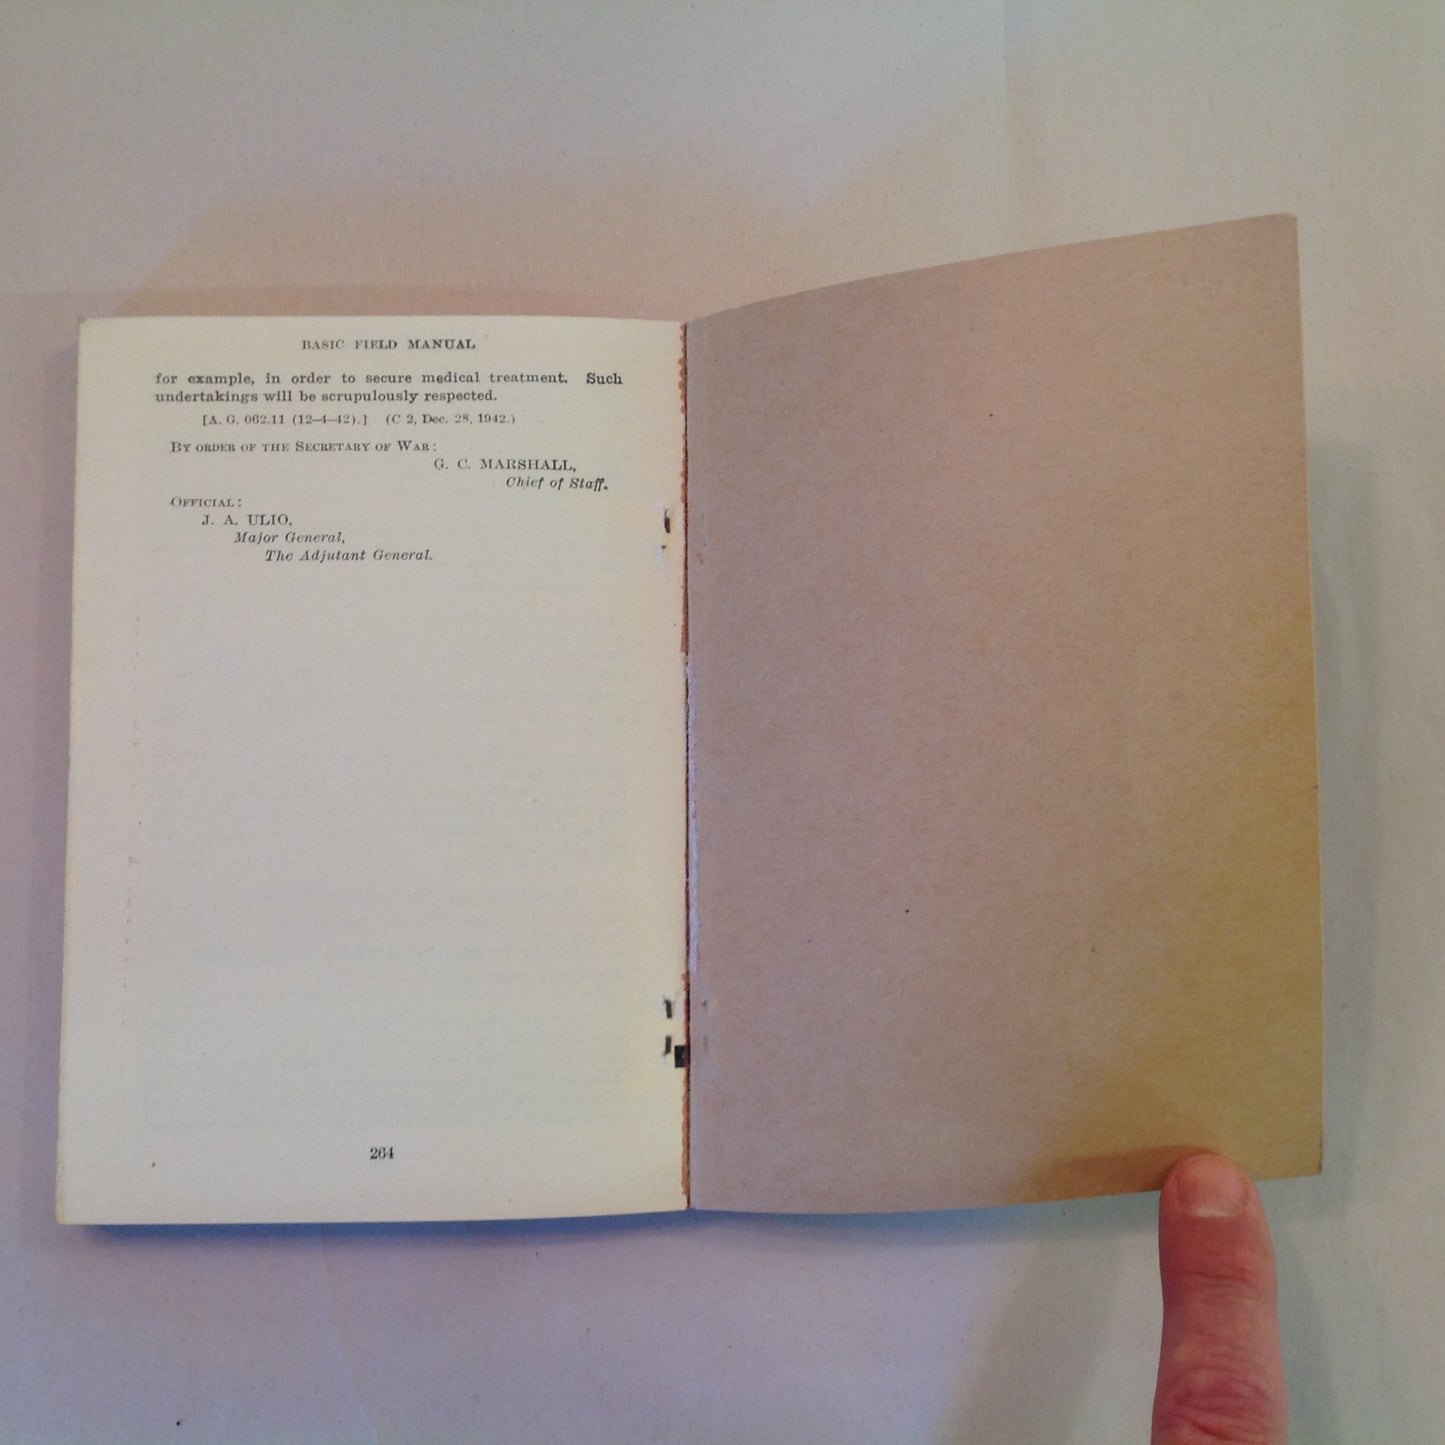 BASIC FIELD MANUAL
for example, in order to secure medical treatment. Such
undertakings will be scrupulously respected.
[A. G. 062.11 (12–4–42).] (C 2, Dec. 28, 1942.)
BY ORDER OF THE SECRETARY OF WAR:
G. C. MARSHALL,
Chief of Staff.
OFFICIAL:
J. A. ULIO,
Major General,
The Adjutant General.
264